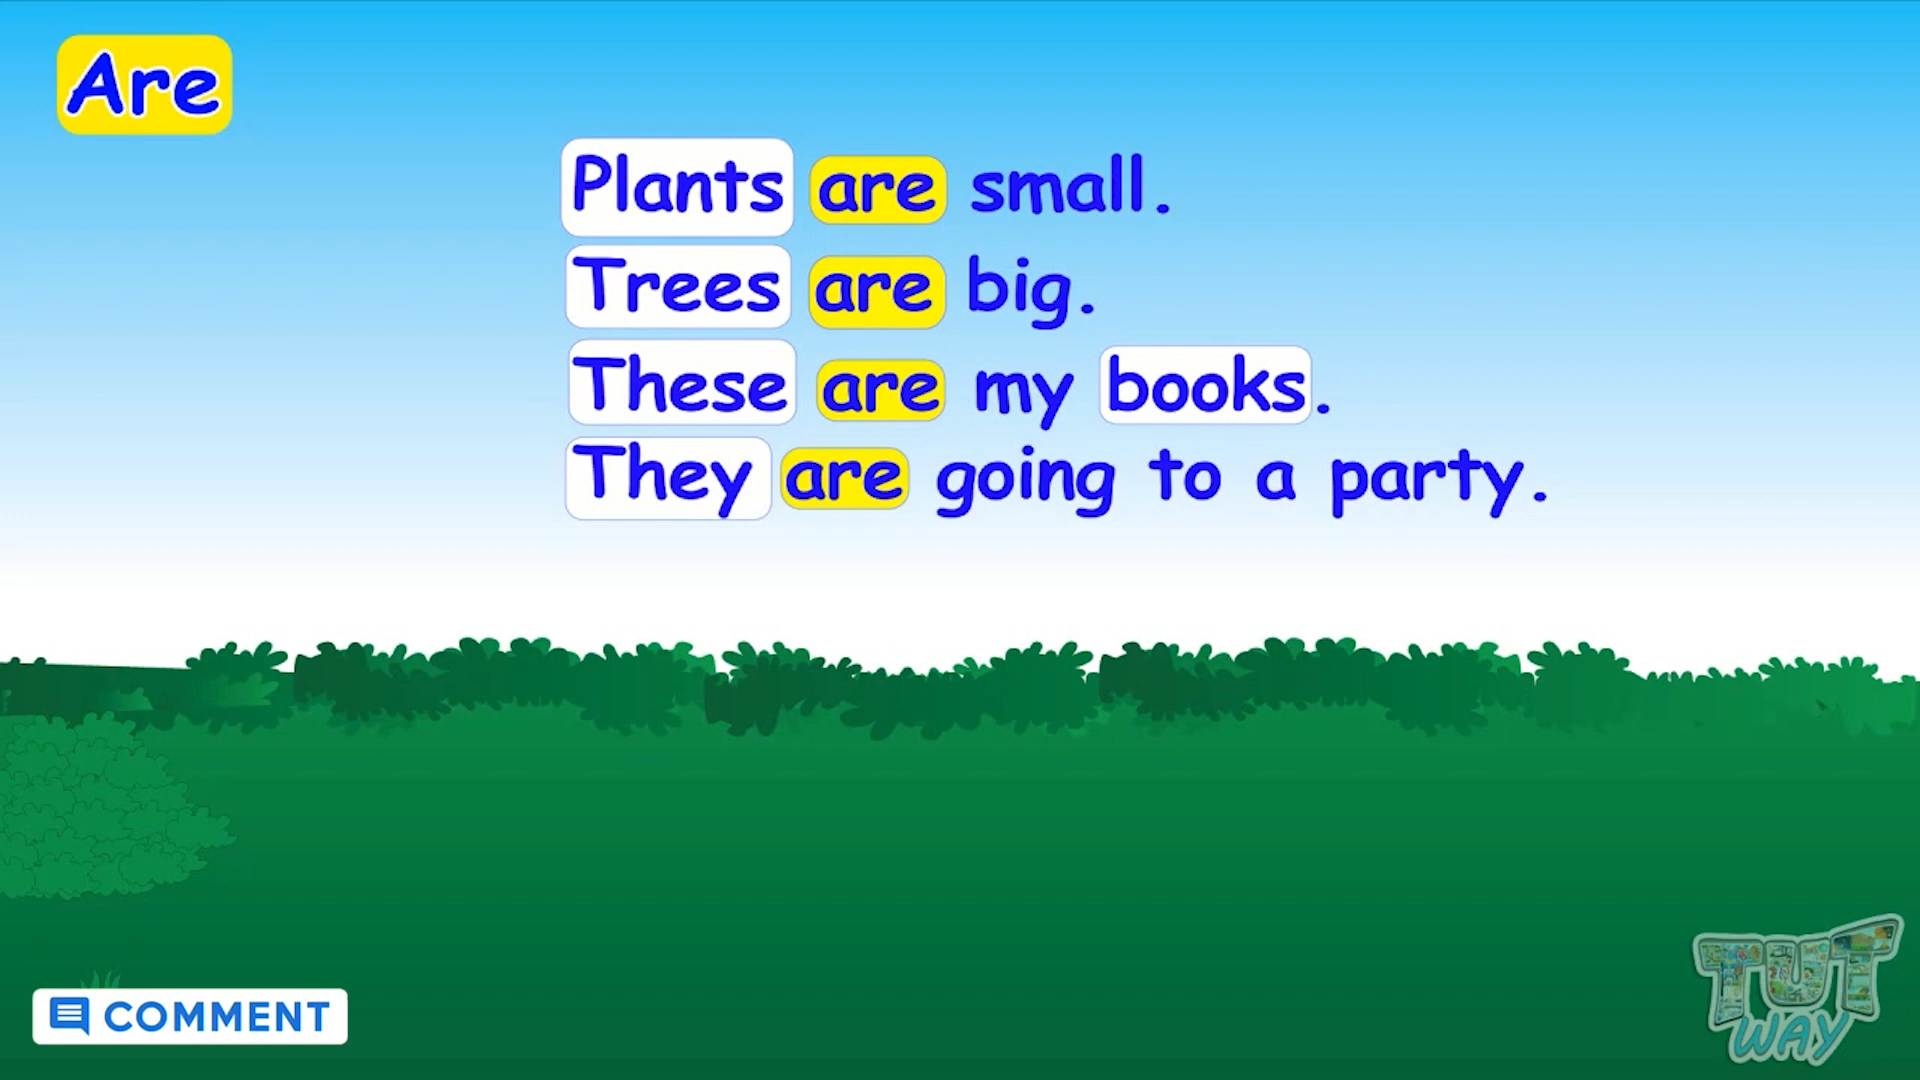 Are
Plants are small.
Trees are big.
These are my books.
They are going to a party.
COMMENT
TUT
WAY